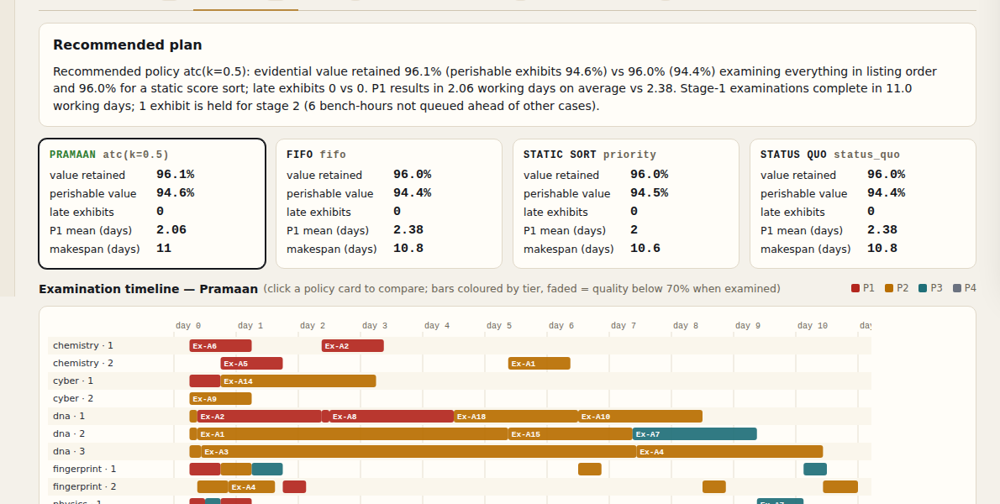 Recommended plan
Recommended policy atc(k=0.5): evidential value retained 96.1% (perishable exhibits 94.6%) vs 96.0% (94.4%) examining everything in listing order
and 96.0% for a static score sort; late exhibits 0 vs 0. P1 results in 2.06 working days on average vs 2.38. Stage-1 examinations complete in 11.0
working days; 1 exhibit is held for stage 2 (6 bench-hours not queued ahead of other cases).
PRAMAAN atc(k=0.5)
value retained 96.1%
perishable value 94.6%
late exhibits 0
P1 mean (days) 2.06
makespan (days) 11
FIFO fifo
value retained 96.0%
perishable value 94.4%
late exhibits 0
P1 mean (days) 2.38
makespan (days) 10.8
STATIC SORT priority
value retained 96.0%
perishable value 94.5%
late exhibits 0
P1 mean (days) 2
makespan (days) 10.6
STATUS QUO status_quo
value retained 96.0%
perishable value 94.4%
late exhibits 0
P1 mean (days) 2.38
makespan (days) 10.8
Examination timeline — Pramaan (click a policy card to compare; bars coloured by tier, faded = quality below 70% when examined) P1 P2 P3 P4
day 0 day 1 day 2 day 3 day 4 day 5 day 6 day 7 day 8 day 9 day 10 day
chemistry · 1 Ex-A6 Ex-A2
chemistry · 2 Ex-A5 Ex-A1
cyber · 1 Ex-A14
cyber · 2 Ex-A9
dna · 1 Ex-A2 Ex-A8 Ex-A18 Ex-A10
dna · 2 Ex-A1 Ex-A15 Ex-A7
dna · 3 Ex-A3 Ex-A4
fingerprint · 1
fingerprint · 2 Ex-A4
physics · 1 Ex-A7